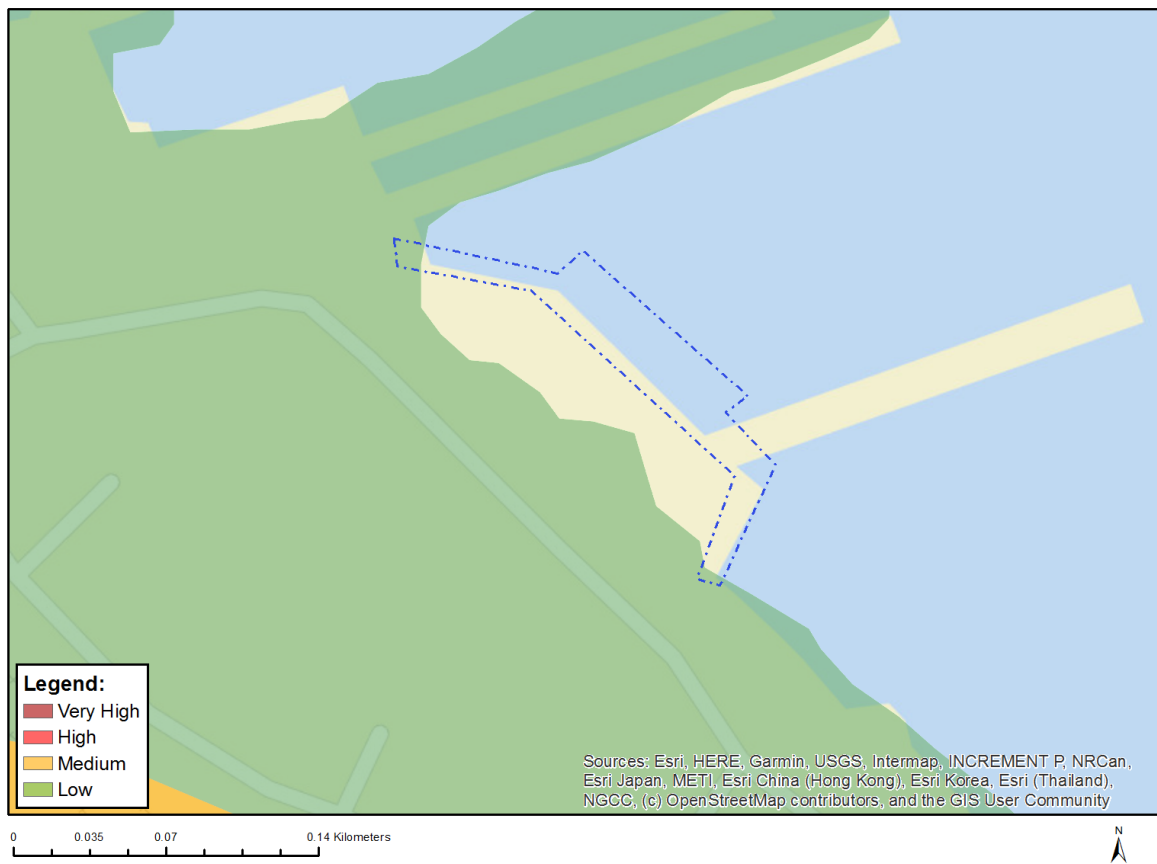 Legend:
Very High
High
Medium
Low
Sources: Esri, HERE, Garmin, USGS, Intermap, INCREMENT P, NRCan,
Esri Japan, METI, Esri China (Hong Kong), Esri Korea, Esri (Thailand),
NGCC, (c) OpenStreetMap contributors, and the GIS User Community
0 0.035 0.07 0.14 Kilometers
N